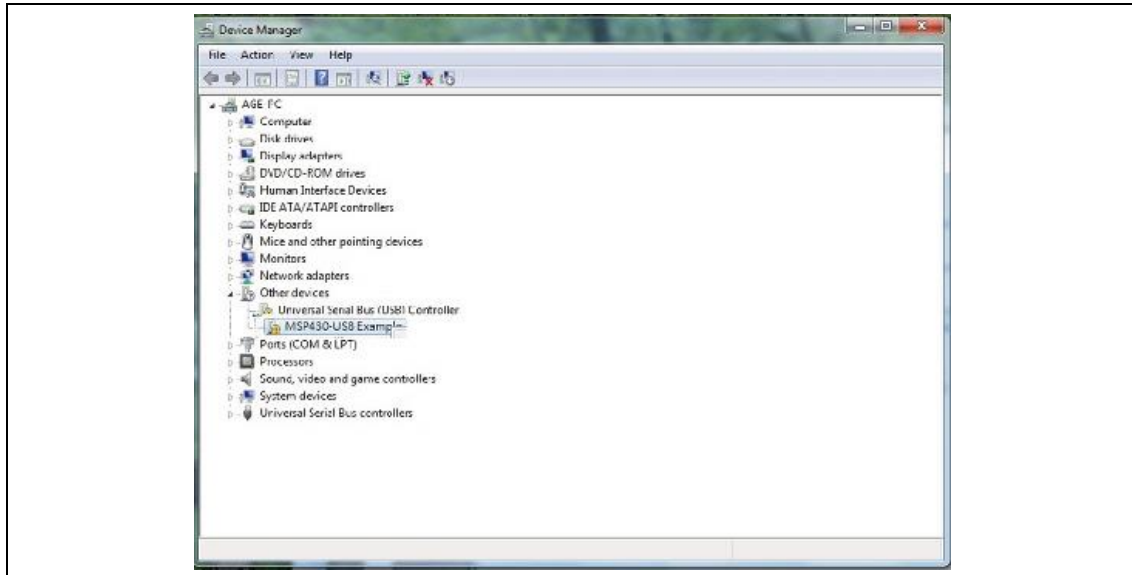 Device Manager
File Action View Help
AGE PC
Computer
Disk drives
Display adapters
DVD/CD-ROM drives
Human Interface Devices
IDE ATA/ATAPI controllers
Keyboards
Mice and other pointing devices
Monitors
Network adapters
Other devices
Universal Serial Bus (USB) Controller
MSP430-USB Example
Ports (COM & LPT)
Processors
Sound, video and game controllers
System devices
Universal Serial Bus controllers